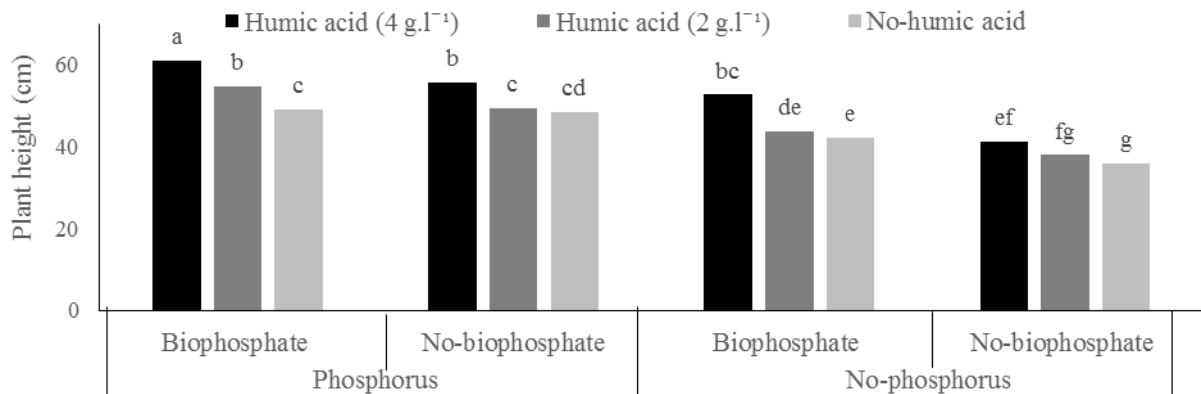 Humic acid (4 g.l⁻¹) Humic acid (2 g.l⁻¹) No-humic acid
Plant height (cm)
60
40
20
0
a b c b c cd bc de e ef fg g
Biophosphate No-biophosphate Biophosphate No-biophosphate
Phosphorus No-phosphorus